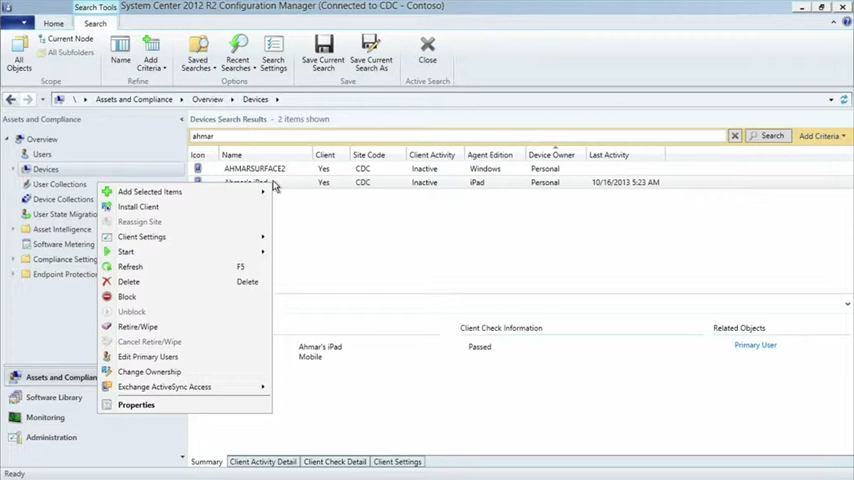 Search Tools
System Center 2012 R2 Configuration Manager (Connected to CDC - Contoso)
Home
Search
All Objects
Current Node
All Subfolders
Scope
Name
Add Criteria
Refine
Saved Searches
Recent Searches
Search Settings
Options
Save Current Search
Save Current Search As
Save
Close
Active Search
\ Assets and Compliance Overview Devices
Assets and Compliance
Overview
Users
Devices
User Collections
Device Collections
User State Migratio
Asset Intelligence
Software Metering
Compliance Setting
Endpoint Protection
Assets and Complian
Software Library
Monitoring
Administration
Devices Search Results - 2 items shown
ahmar
Search
Add Criteria
Icon Name Client Site Code Client Activity Agent Edition Device Owner Last Activity
AHMARSURFACE2 Yes CDC Inactive Windows Personal
Ahmar's iPad Yes CDC Inactive iPad Personal 10/16/2013 5:23 AM
Add Selected Items
Install Client
Reassign Site
Client Settings
Start
Refresh F5
Delete Delete
Block
Unblock
Retire/Wipe
Cancel Retire/Wipe
Edit Primary Users
Change Ownership
Exchange ActiveSync Access
Properties
Ahmar's iPad
Mobile
Client Check Information
Passed
Related Objects
Primary User
Summary Client Activity Detail Client Check Detail Client Settings
Ready